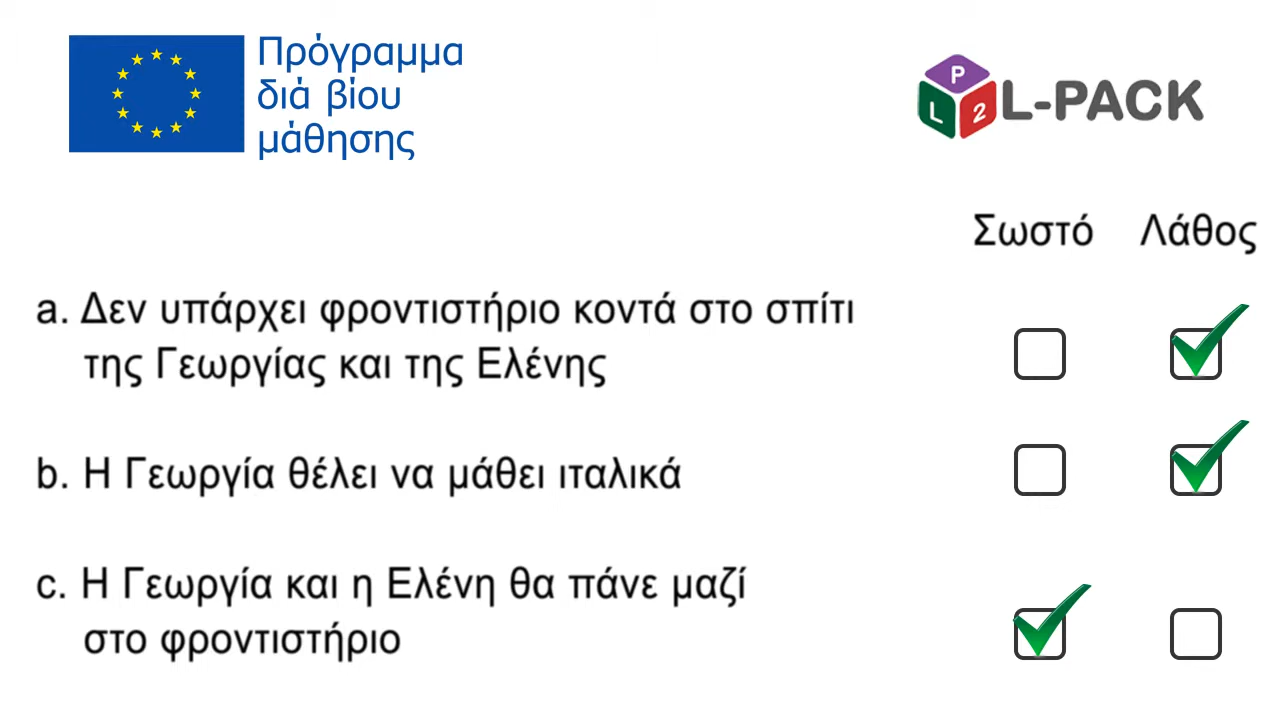 Πρόγραμμα
διά βίου
μάθησης
P
L
2
L-PACK
Σωστό Λάθος
a. Δεν υπάρχει φροντιστήριο κοντά στο σπίτι
της Γεωργίας και της Ελένης
b. Η Γεωργία θέλει να μάθει ιταλικά
c. Η Γεωργία και η Ελένη θα πάνε μαζί
στο φροντιστήριο